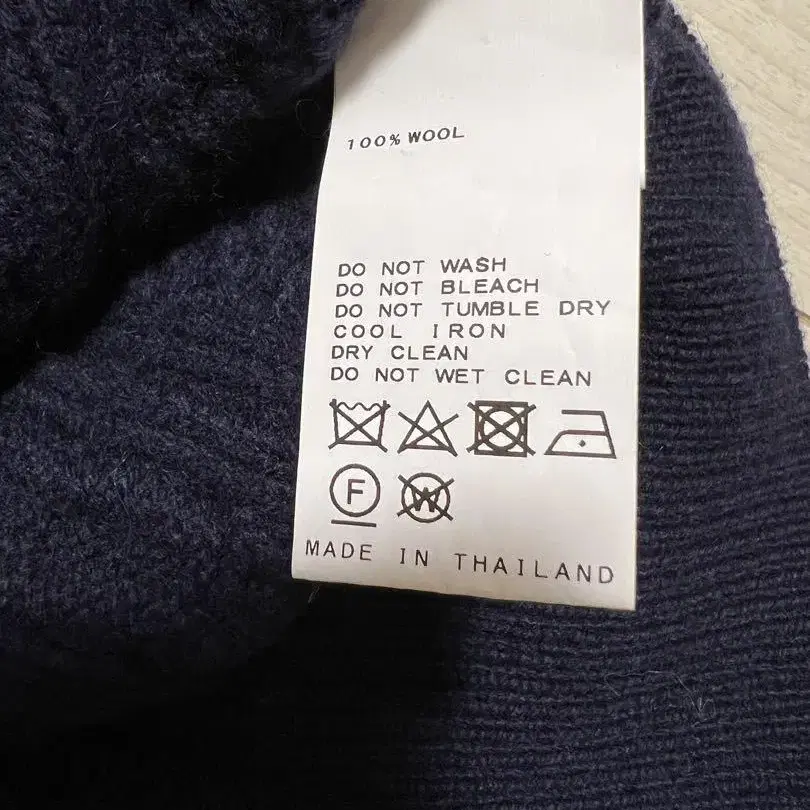 100% WOOL
DO NOT WASH
DO NOT BLEACH
DO NOT TUMBLE DRY
COOL IRON
DRY CLEAN
DO NOT WET CLEAN
F W
MADE IN THAILAND